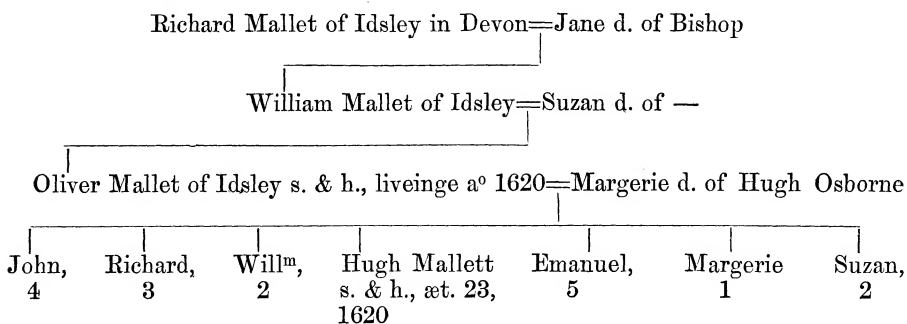 Richard Mallet of Idsley in Devon=Jane d. of Bishop
William Mallet of Idsley=Suzan d. of —
Oliver Mallet of Idsley s. & h., liveinge aº 1620=Margerie d. of Hugh Osborne
John, Richard, Willᵐ, Hugh Mallett Emanuel, Margerie Suzan,
4 3 2 s. & h., æt. 23, 5 1 2
1620